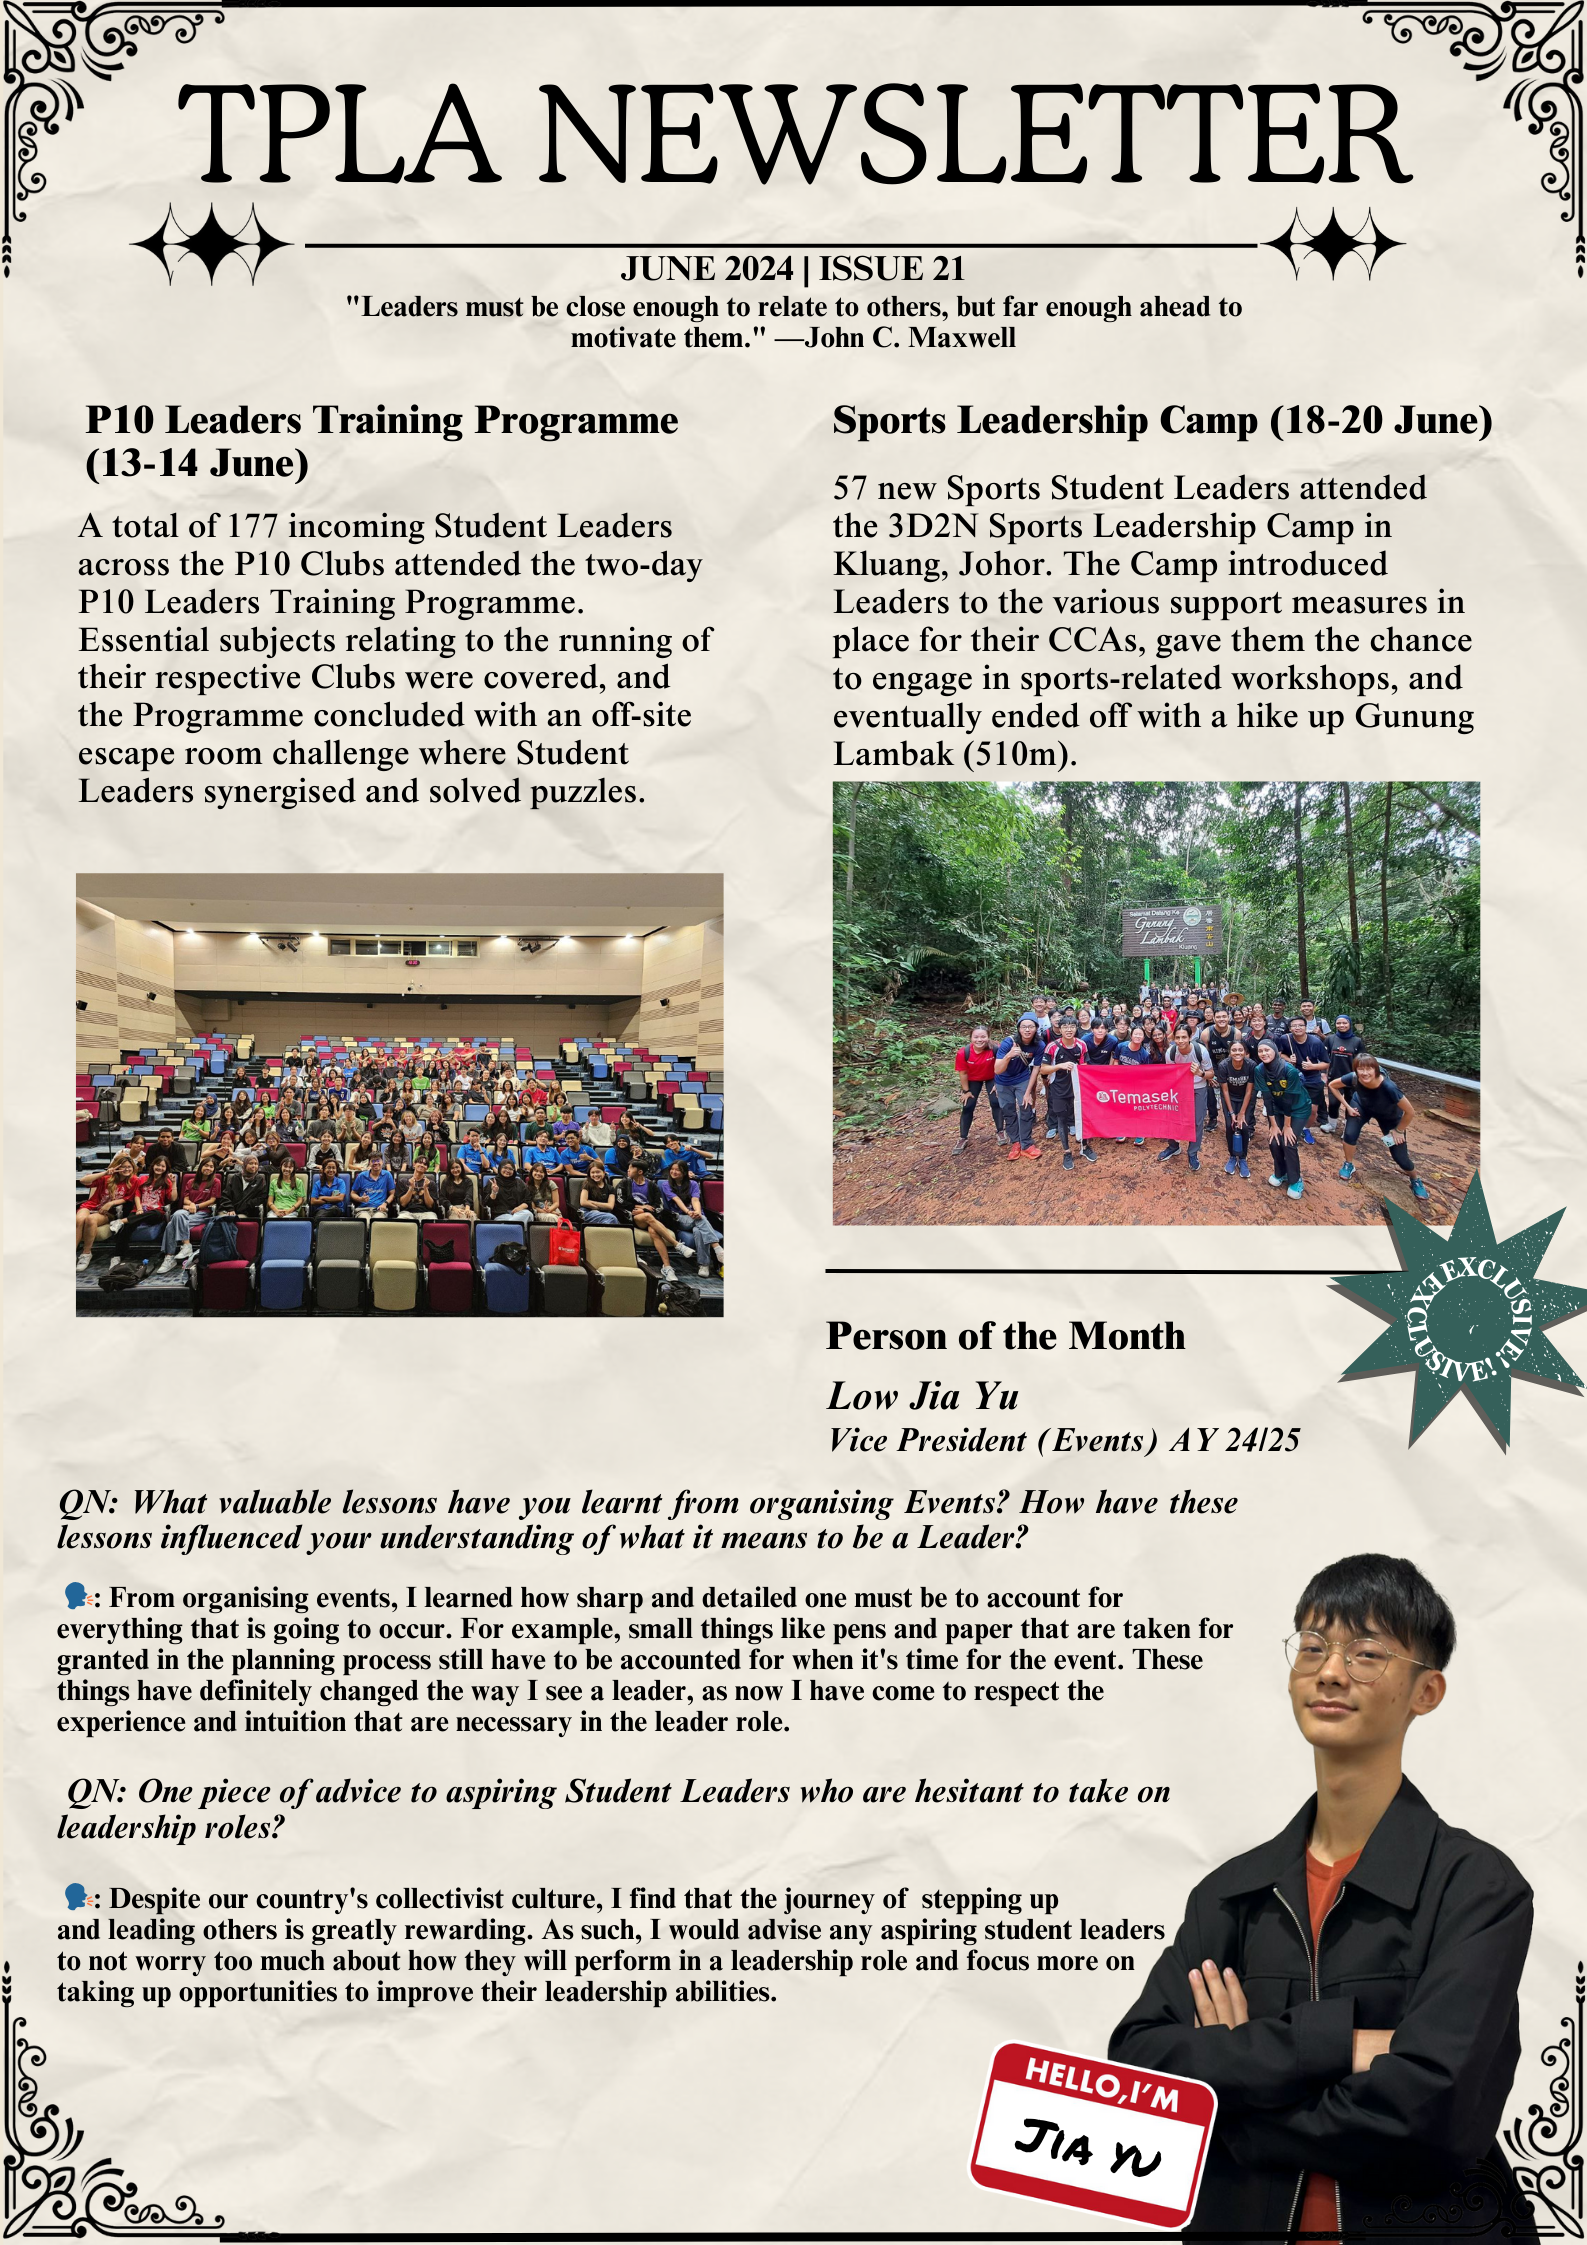 TPLA NEWSLETTER
JUNE 2024 | ISSUE 21
"Leaders must be close enough to relate to others, but far enough ahead to
motivate them." —John C. Maxwell
P10 Leaders Training Programme
(13-14 June)
A total of 177 incoming Student Leaders
across the P10 Clubs attended the two-day
P10 Leaders Training Programme.
Essential subjects relating to the running of
their respective Clubs were covered, and
the Programme concluded with an off-site
escape room challenge where Student
Leaders synergised and solved puzzles.
Sports Leadership Camp (18-20 June)
57 new Sports Student Leaders attended
the 3D2N Sports Leadership Camp in
Kluang, Johor. The Camp introduced
Leaders to the various support measures in
place for their CCAs, gave them the chance
to engage in sports-related workshops, and
eventually ended off with a hike up Gunung
Lambak (510m).
Selamat Datang Ke
Gunung
Lambak
Kluang
Temasek
POLYTECHNIC
EXCLUSIVE!
EXCLUSIVE!
Person of the Month
Low Jia Yu
Vice President (Events) AY 24/25
QN: What valuable lessons have you learnt from organising Events? How have these
lessons influenced your understanding of what it means to be a Leader?
🗣️: From organising events, I learned how sharp and detailed one must be to account for
everything that is going to occur. For example, small things like pens and paper that are taken for
granted in the planning process still have to be accounted for when it's time for the event. These
things have definitely changed the way I see a leader, as now I have come to respect the
experience and intuition that are necessary in the leader role.
QN: One piece of advice to aspiring Student Leaders who are hesitant to take on
leadership roles?
🗣️: Despite our country's collectivist culture, I find that the journey of stepping up
and leading others is greatly rewarding. As such, I would advise any aspiring student leaders
to not worry too much about how they will perform in a leadership role and focus more on
taking up opportunities to improve their leadership abilities.
HELLO,I'M
JIA YU